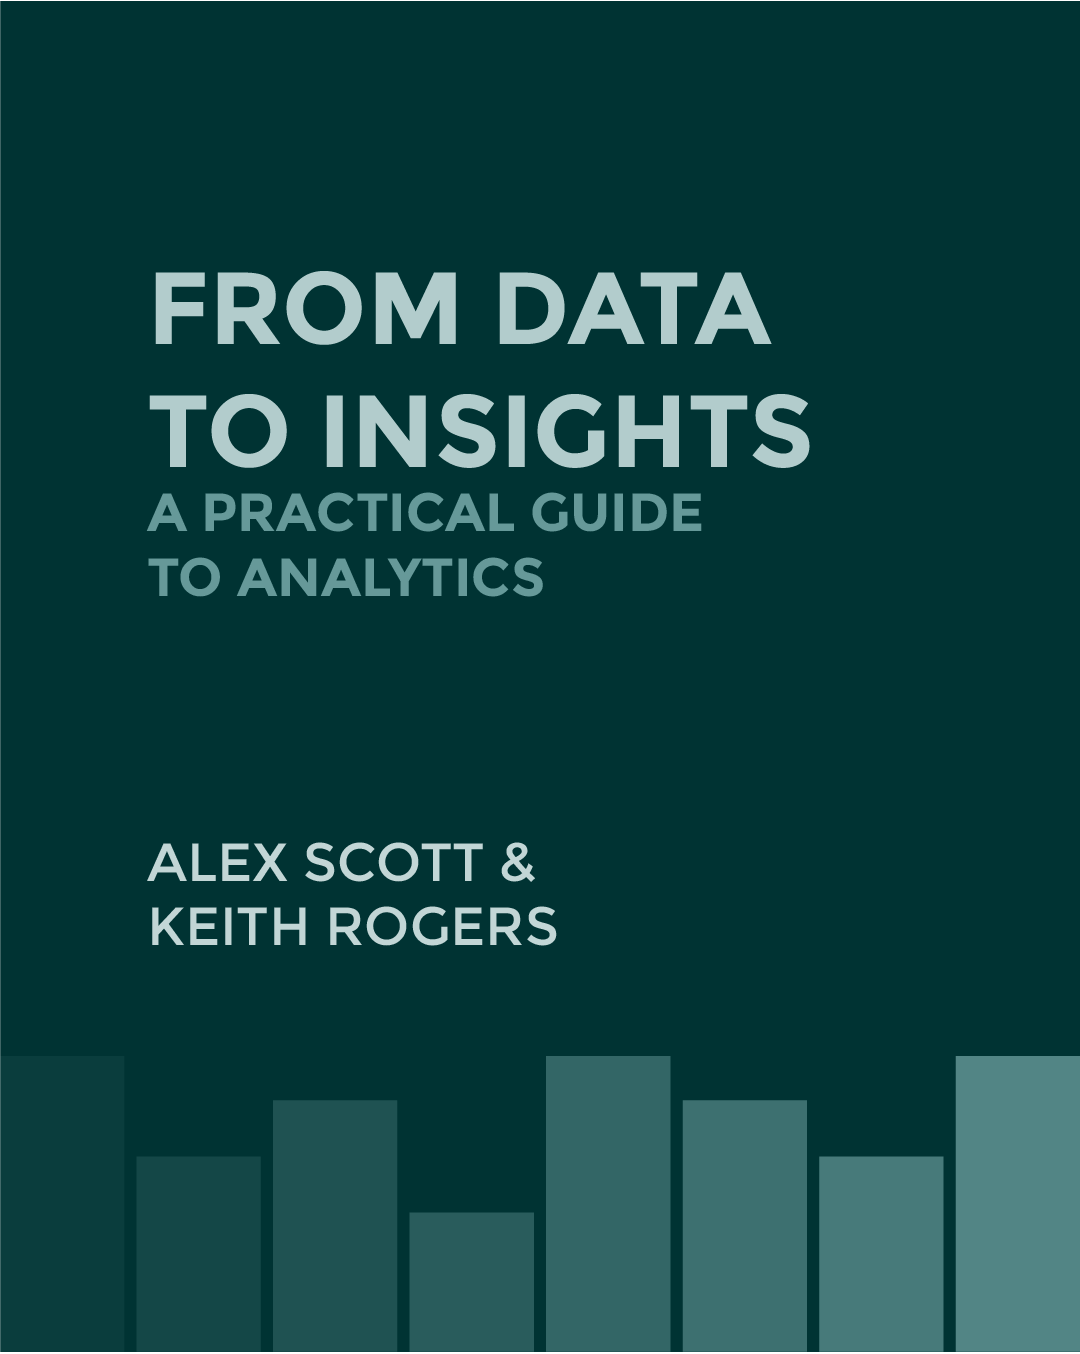 FROM DATA
TO INSIGHTS
A PRACTICAL GUIDE
TO ANALYTICS
ALEX SCOTT &
KEITH ROGERS